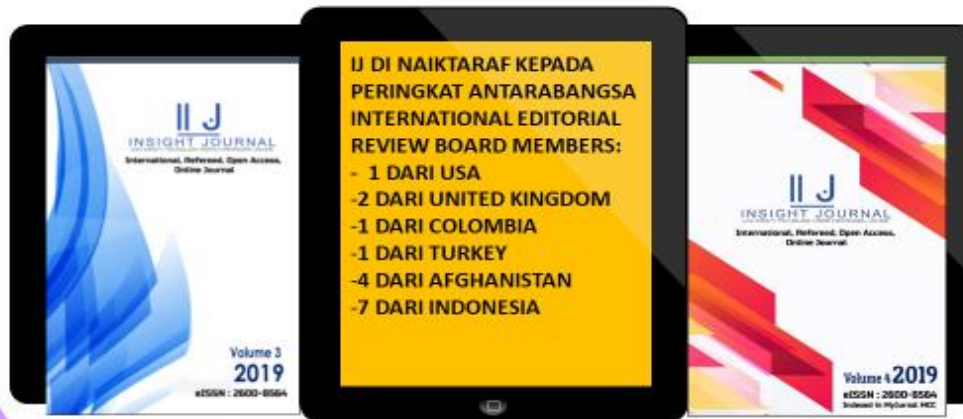 IIJ
INSIGHT JOURNAL
International, Refereed, Open Access,
Online Journal
Volume 3
2019
eISSN : 2600-8564
IJ DI NAIKTARAF KEPADA
PERINGKAT ANTARABANGSA
INTERNATIONAL EDITORIAL
REVIEW BOARD MEMBERS:
- 1 DARI USA
-2 DARI UNITED KINGDOM
-1 DARI COLOMBIA
-1 DARI TURKEY
-4 DARI AFGHANISTAN
-7 DARI INDONESIA
IIJ
INSIGHT JOURNAL
International, Refereed, Open Access,
Online Journal
Volume 4 2019
eISSN : 2600-8564
Indexed in MyJurnal MCC